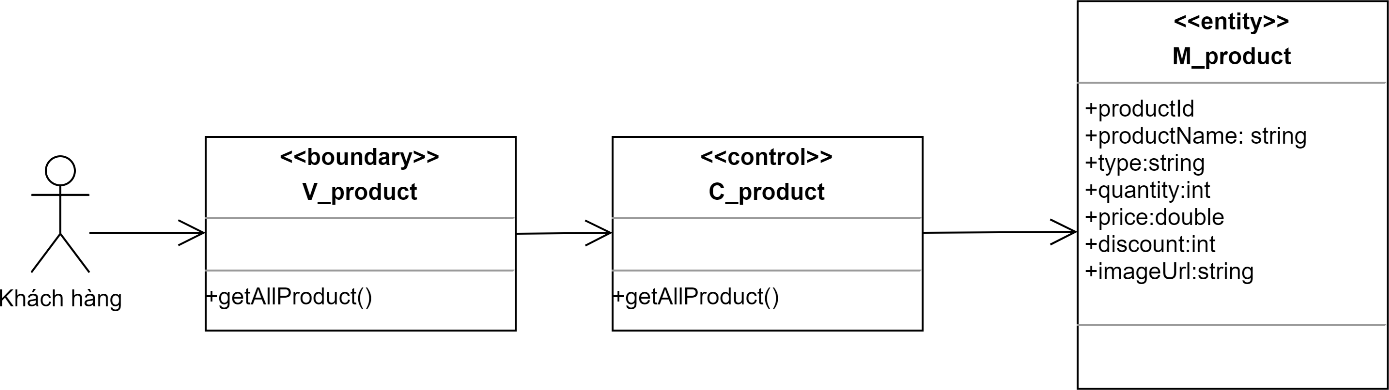 Khách hàng
<<boundary>>
V_product
+getAllProduct()
<<control>>
C_product
+getAllProduct()
<<entity>>
M_product
+productId
+productName: string
+type:string
+quantity:int
+price:double
+discount:int
+imageUrl:string